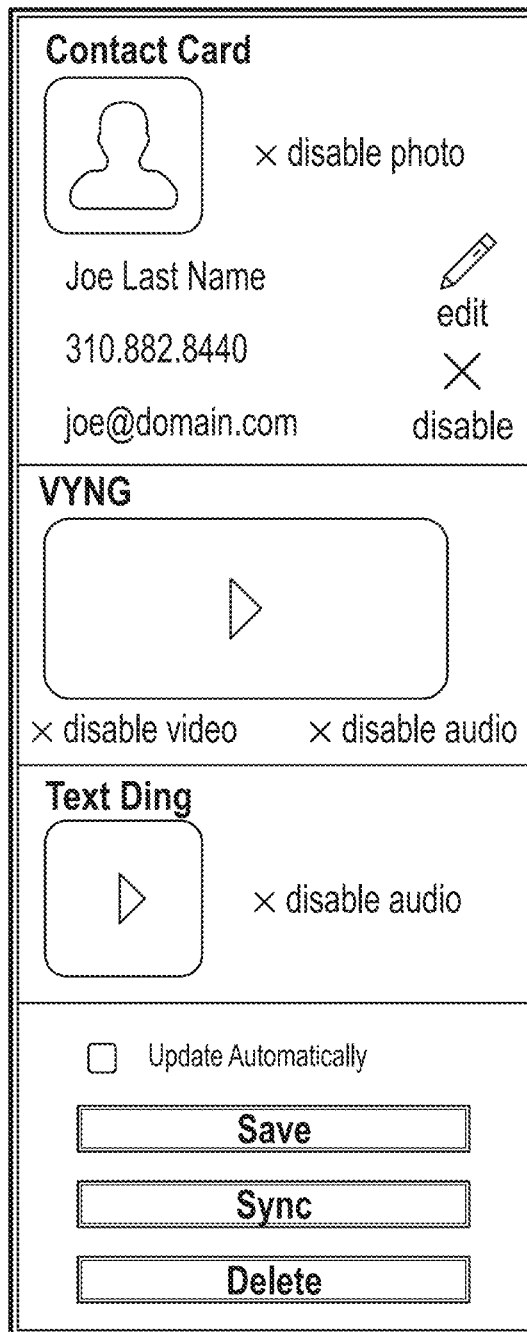 Contact Card
× disable photo
Joe Last Name
edit
310.882.8440
joe@domain.com
disable
VYNG
× disable video × disable audio
Text Ding
× disable audio
Update Automatically
Save
Sync
Delete